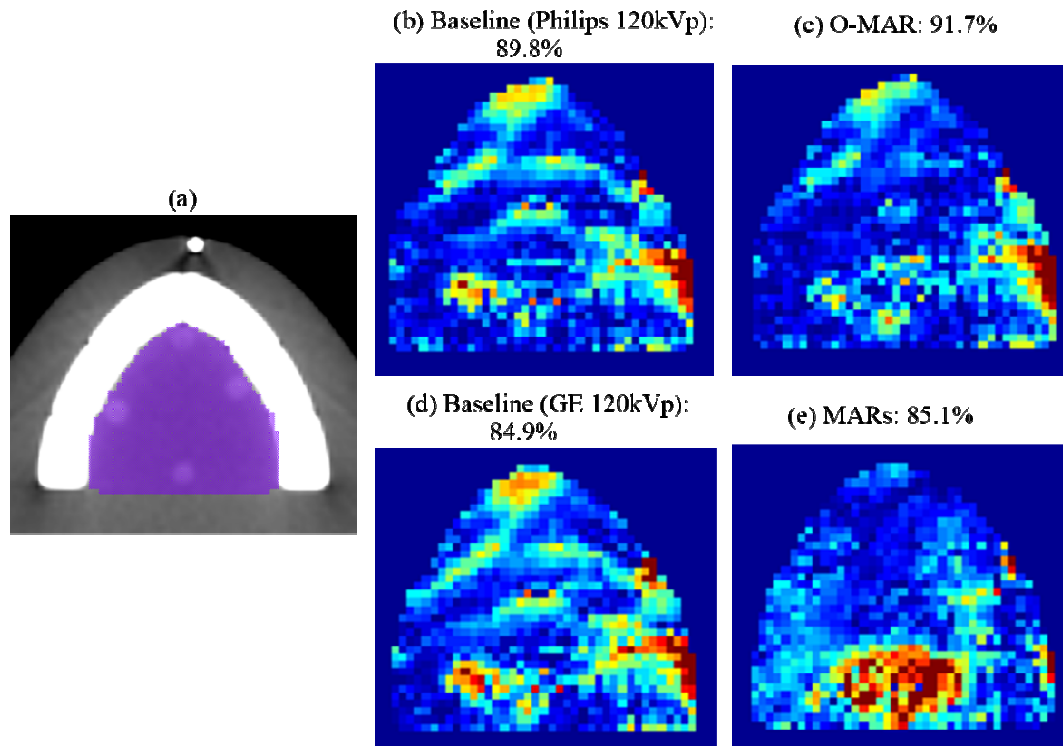 (b) Baseline (Philips 120kVp):
89.8%
(c) O-MAR: 91.7%
(a)
(d) Baseline (GE 120kVp):
84.9%
(e) MARs: 85.1%